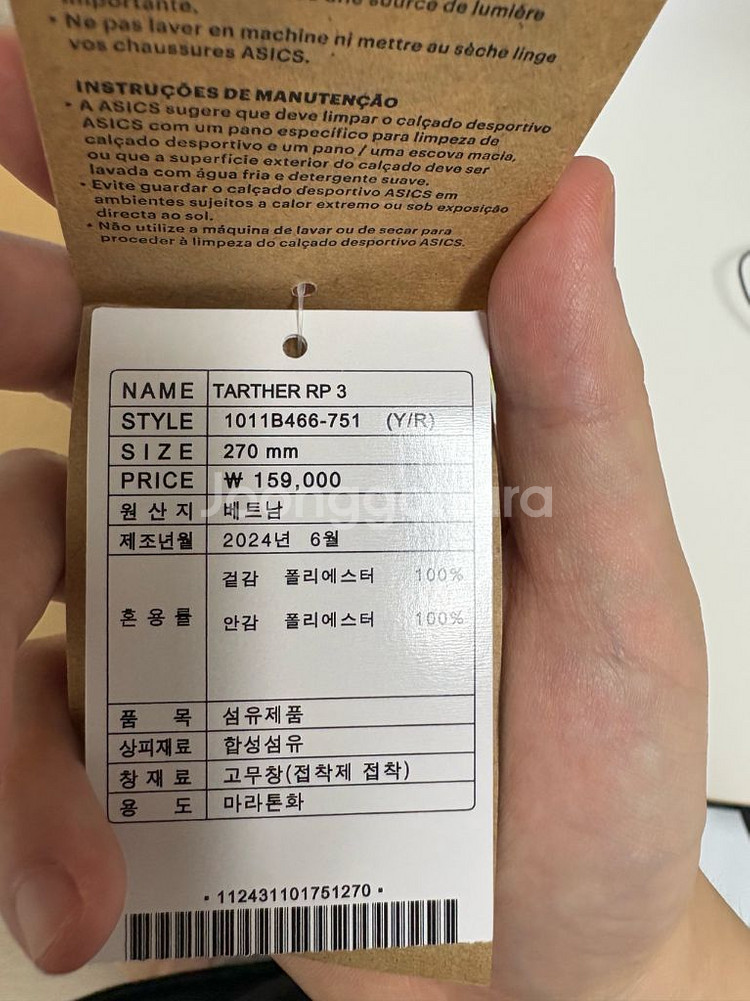 importante.
source de lumière
• Ne pas laver en machine ni mettre au sèche linge
vos chaussures ASICS.
INSTRUÇÕES DE MANUTENÇÃO
• A ASICS sugere que deve limpar o calçado desportivo
ASICS com um pano específico para limpeza de
calçado desportivo e um pano / uma escova macia,
ou que a superfície exterior do calçado deve ser
lavada com água fria e detergente suave.
• Evite guardar o calçado desportivo ASICS em
ambientes sujeitos a calor extremo ou sob exposição
directa ao sol.
• Não utilize a máquina de lavar ou de secar para
proceder à limpeza do calçado desportivo ASICS.
NAME TARTHER RP 3
STYLE 1011B466-751 (Y/R)
SIZE 270 mm
PRICE ₩ 159,000
Joonggonara
원산지 베트남
제조년월 2024년 6월
겉감 폴리에스터 100%
혼용률
안감 폴리에스터 100%
품 목 섬유제품
상피재료 합성섬유
창재료 고무창(접착제 접착)
용 도 마라톤화
• 112431101751270 •